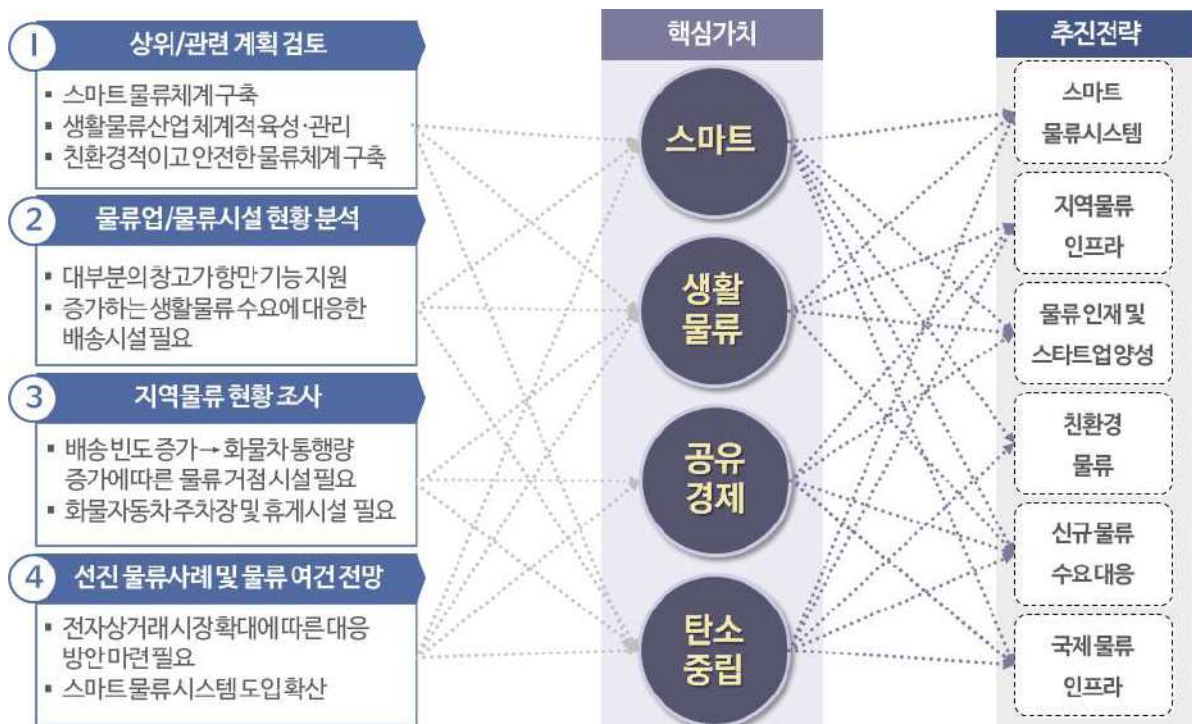 1
상위/관련 계획 검토
▪ 스마트 물류체계 구축
▪ 생활물류산업 체계적 육성·관리
▪ 친환경적이고 안전한 물류체계 구축
2
물류업/물류시설 현황 분석
▪ 대부분의 창고가 항만 기능 지원
▪ 증가하는 생활물류 수요에 대응한
배송시설 필요
3
지역물류 현황 조사
▪ 배송 빈도 증가→ 화물차 통행량
증가에 따른 물류 거점 시설 필요
▪ 화물자동차 주차장 및 휴게시설 필요
4
선진 물류사례 및 물류 여건 전망
▪ 전자상거래 시장 확대에 따른 대응
방안 마련 필요
▪ 스마트 물류 시스템 도입 확산
핵심가치
스마트
생활
물류
공유
경제
탄소
중립
추진전략
스마트
물류시스템
지역물류
인프라
물류 인재 및
스타트업 양성
친환경
물류
신규 물류
수요 대응
국제 물류
인프라